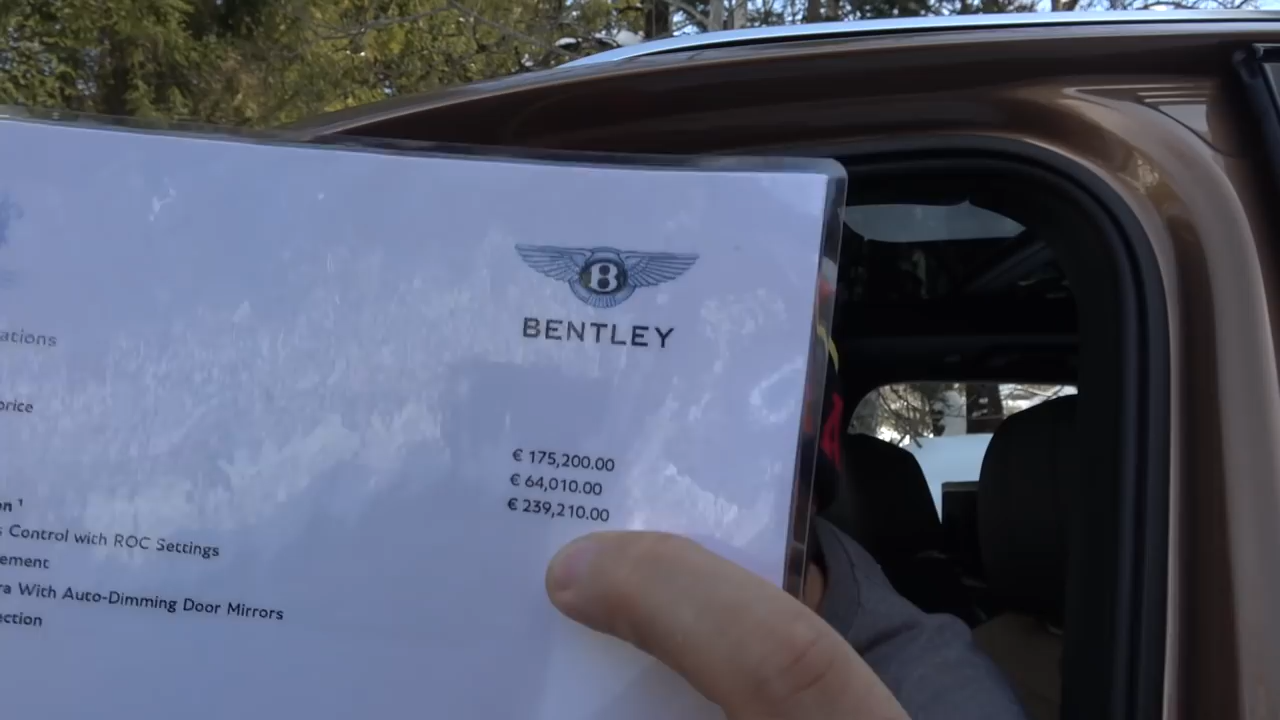 B
BENTLEY
ations
price
€ 175,200.00
€ 64,010.00
€ 239,210.00
on ¹
s Control with ROC Settings
ement
ra With Auto-Dimming Door Mirrors
ection